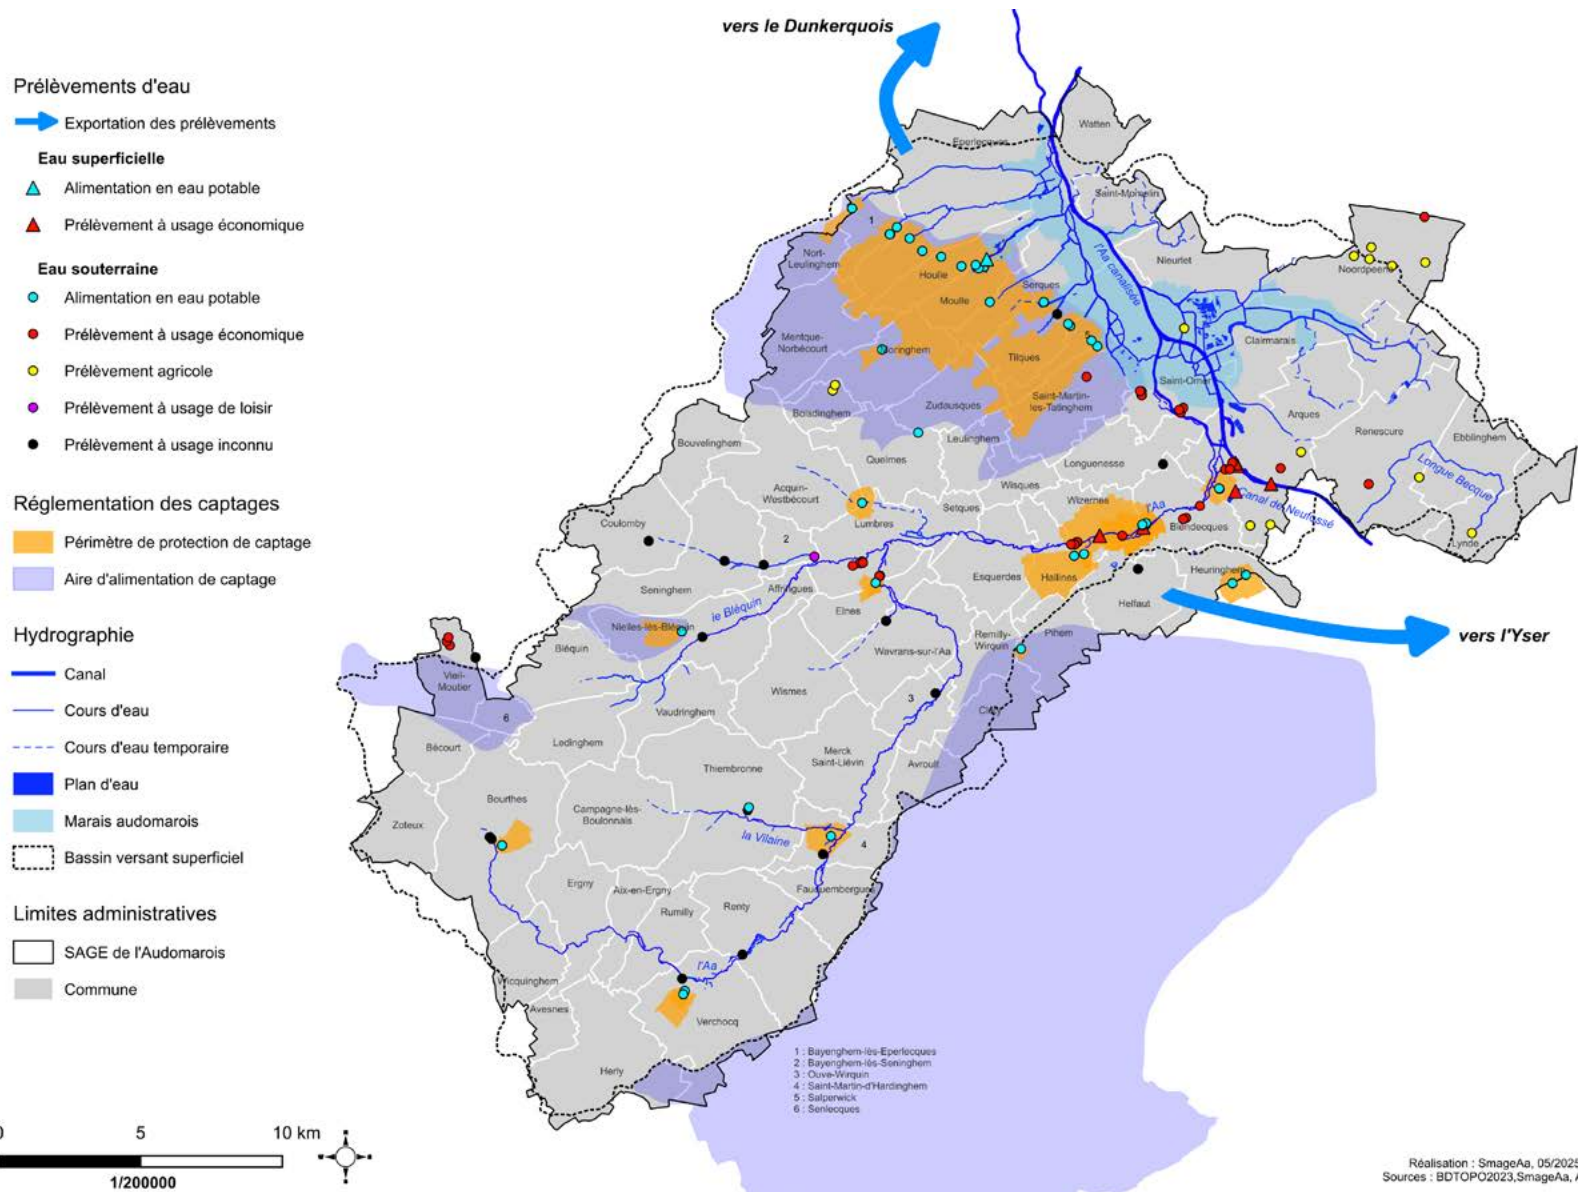 vers le Dunkerquois
Prélèvements d'eau
Exportation des prélèvements
Eau superficielle
Alimentation en eau potable
Prélèvement à usage économique
Eau souterraine
Alimentation en eau potable
Prélèvement à usage économique
Prélèvement agricole
Prélèvement à usage de loisir
Prélèvement à usage inconnu
Réglementation des captages
Périmètre de protection de captage
Aire d'alimentation de captage
Hydrographie
Canal
Cours d'eau
Cours d'eau temporaire
Plan d'eau
Marais audomarois
Bassin versant superficiel
Limites administratives
SAGE de l'Audomarois
Commune
0 5 10 km
1/200000
Watten
Eperlecques
Saint-Momelin
1
Nort-
Leulinghem
l'Aa canalisée
Nieurlet
Noordpeene
Houlle
Serques
Moulle
Mentque-
Norbécourt
5
Clairmarais
Tilques
Saint-Omer
Boisdinghem
Zudausques
Saint-Martin-
lès-Tatinghem
Arques
Renescure
Ebblinghem
Leulinghem
Bouvelinghem
Quelmes
Longuenesse
Longue Becque
Wisques
Acquin-
Westbécourt
Wizernes
Setques
l'Aa
canal de Neufossé
Coulomby
Lumbres
Blendecques
2
Lynde
Esquerdes
Hallines
Heuringhem
Seninghem
Affringues
Helfaut
vers l'Yser
Elnes
le Bléquin
Nielles-lès-Bléquin
Remilly-
Wirquin
Pihem
Bléquin
Wavrans-sur-l'Aa
Vieil-
Moutier
Wismes
3
6
Vaudringhem
Cléty
Bécourt
Ledinghem
Merck
Saint-Liévin
Avroult
Thiembronne
Bourthes
Campagne-lès-
Boulonnais
Zoteux
la Vilaine
4
Ergny
Aix-en-Ergny
Fauquembergues
Rumilly
Renty
l'Aa
Wicquinghem
Avesnes
Verchocq
Herly
1 : Bayenghem-lès-Eperlecques
2 : Bayenghem-lès-Seninghem
3 : Ouve-Wirquin
4 : Saint-Martin-d'Hardinghem
5 : Salperwick
6 : Senlecques
Réalisation : SmageAa, 05/2025
Sources : BDTOPO2023,SmageAa, A